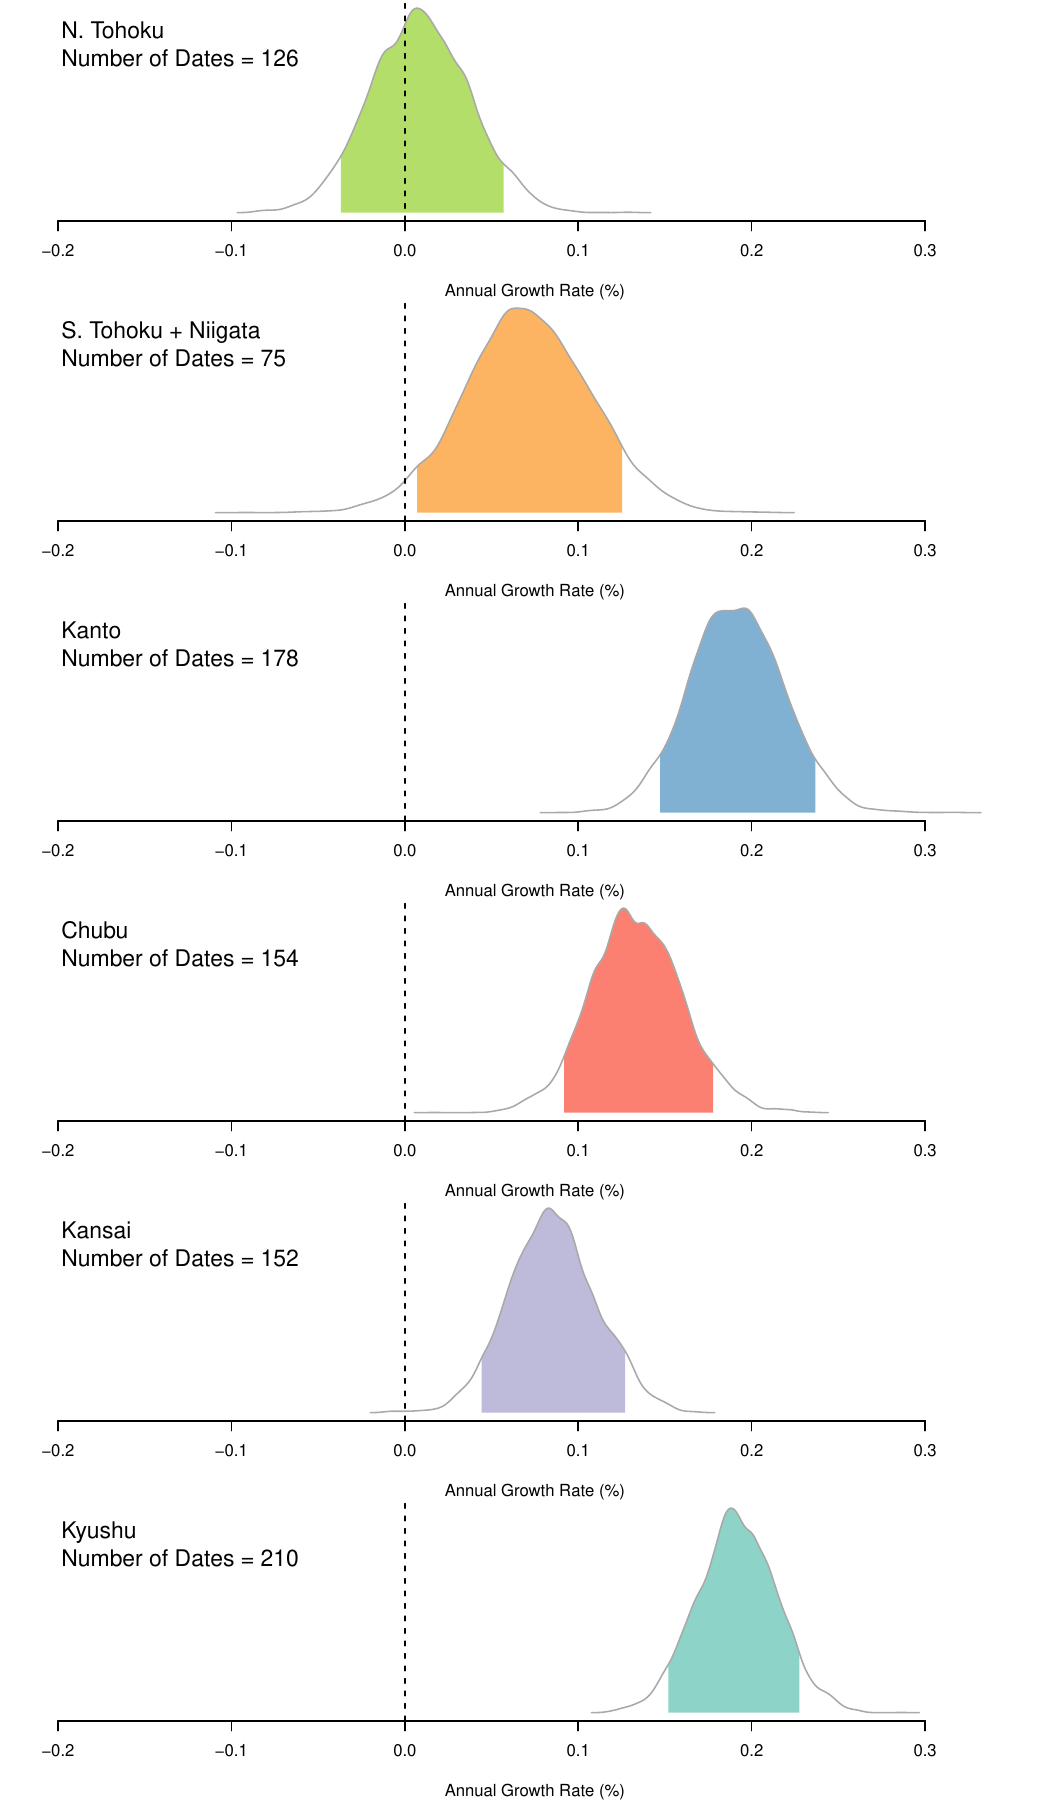 N. Tohoku
Number of Dates = 126
−0.2 −0.1 0.0 0.1 0.2 0.3
Annual Growth Rate (%)
S. Tohoku + Niigata
Number of Dates = 75
−0.2 −0.1 0.0 0.1 0.2 0.3
Annual Growth Rate (%)
Kanto
Number of Dates = 178
−0.2 −0.1 0.0 0.1 0.2 0.3
Annual Growth Rate (%)
Chubu
Number of Dates = 154
−0.2 −0.1 0.0 0.1 0.2 0.3
Annual Growth Rate (%)
Kansai
Number of Dates = 152
−0.2 −0.1 0.0 0.1 0.2 0.3
Annual Growth Rate (%)
Kyushu
Number of Dates = 210
−0.2 −0.1 0.0 0.1 0.2 0.3
Annual Growth Rate (%)